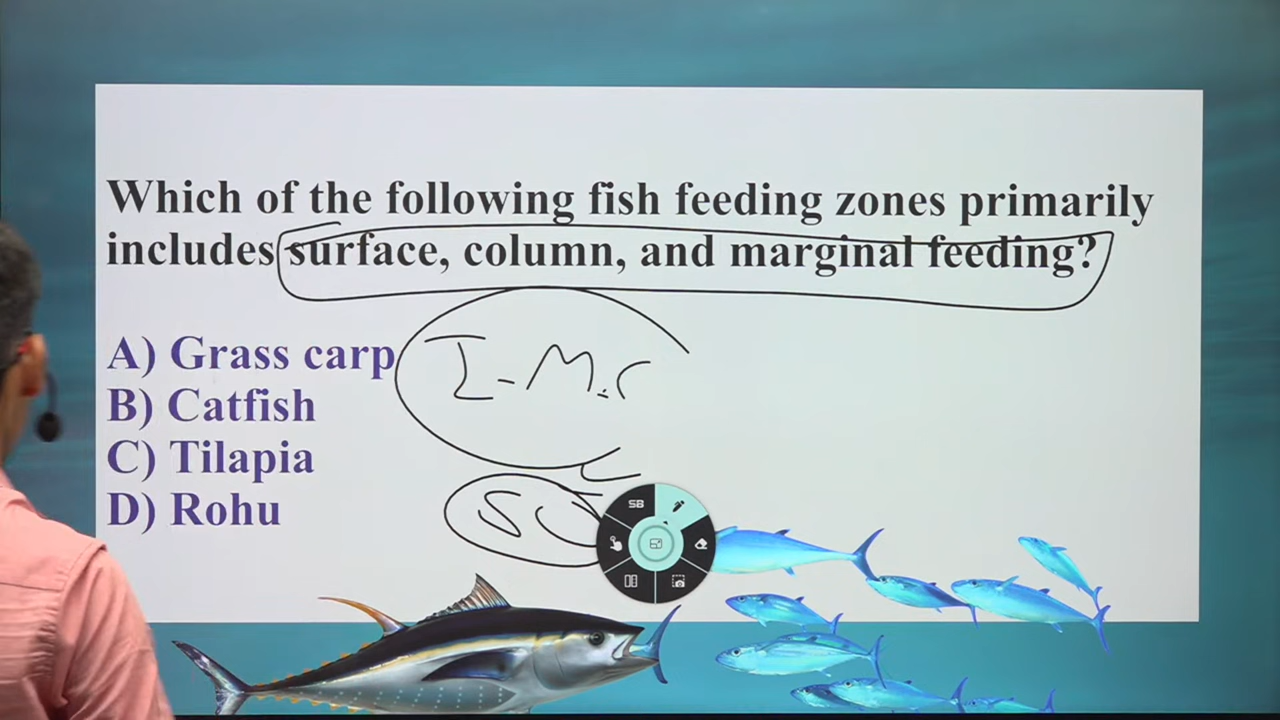 Which of the following fish feeding zones primarily
includes surface, column, and marginal feeding?
A) Grass carp
B) Catfish
C) Tilapia
D) Rohu
I-M.C
SC
SB